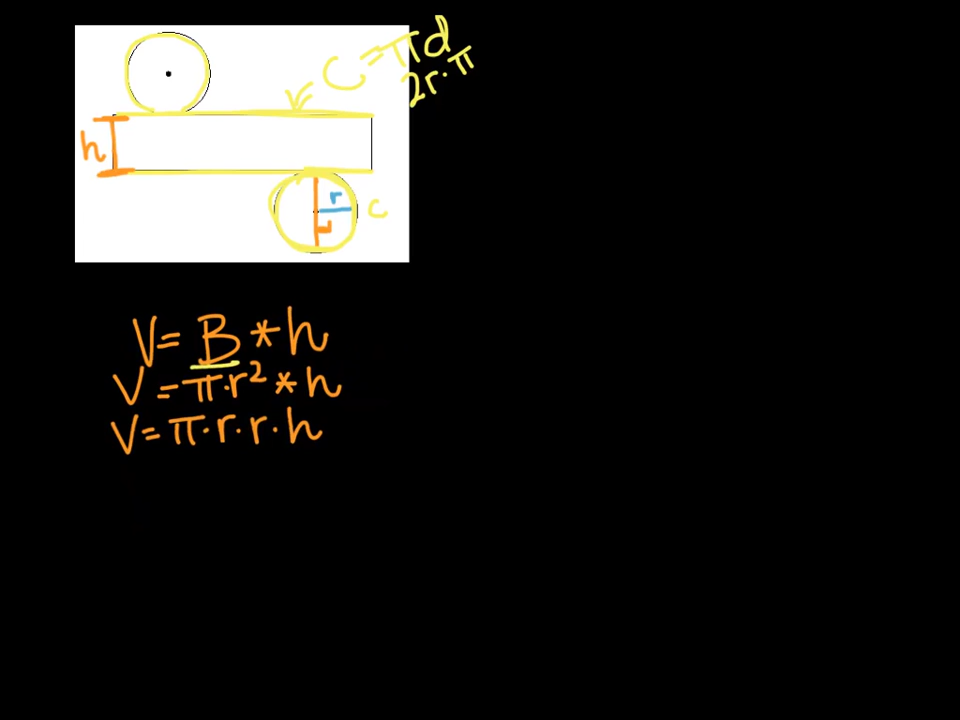 C = πd
2r·π
h
r
c
V = B * h
V = π·r² * h
V = π·r·r·h